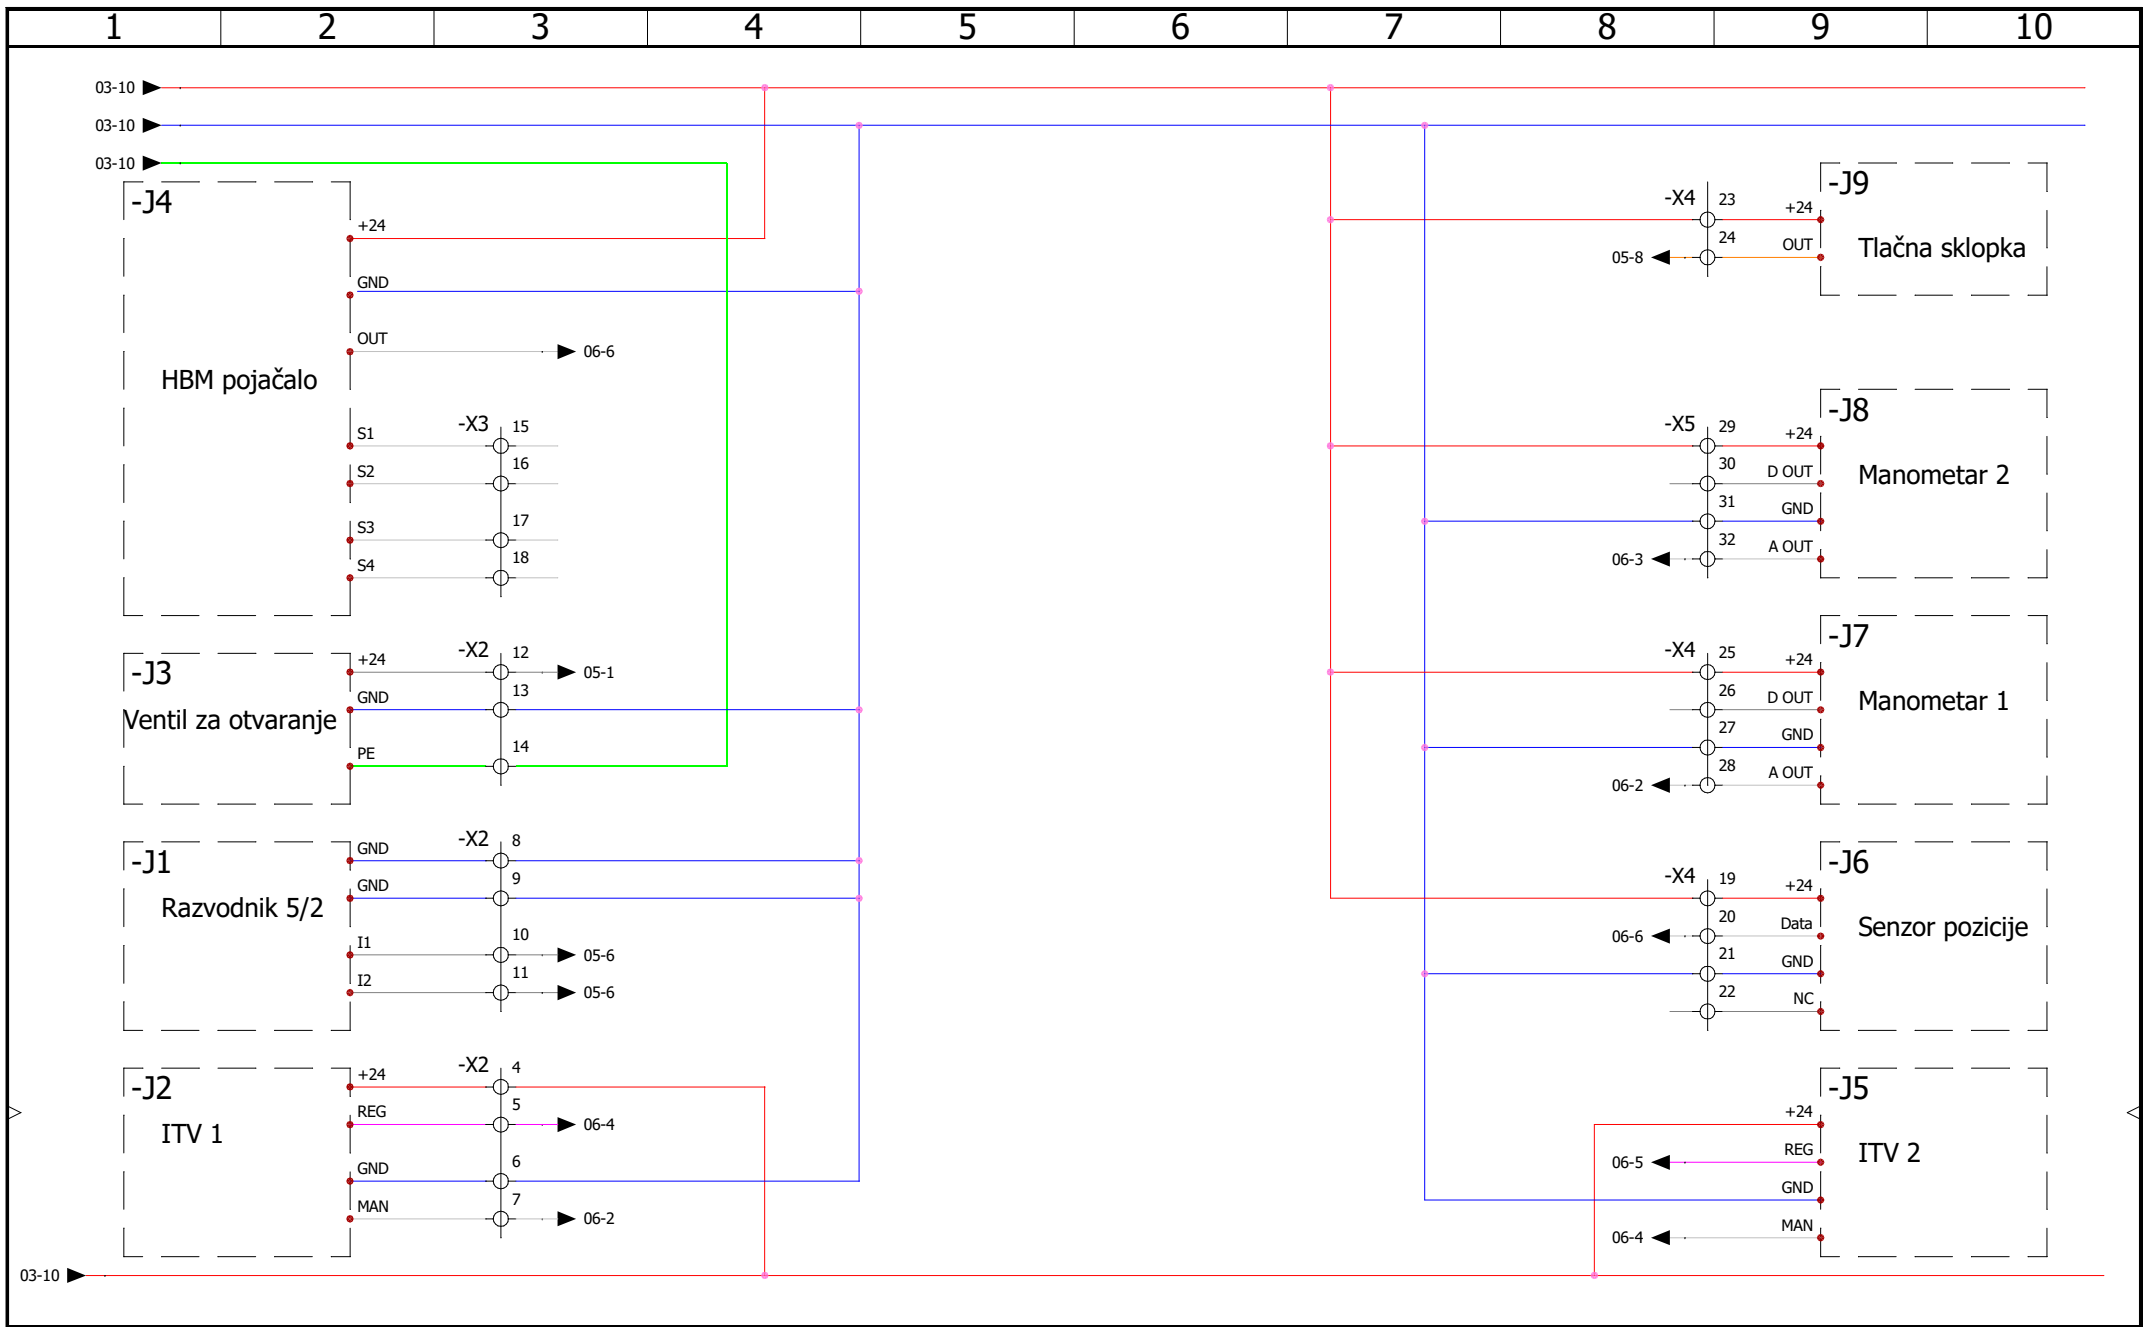 1 2 3 4 5 6 7 8 9 10
03-10
03-10
03-10
-J4
+24
GND
OUT
06-6
HBM pojačalo
S1
-X3
15
S2
16
S3
17
S4
18
-J3
+24
-X2
12
05-1
GND
13
Ventil za otvaranje
PE
14
-J1
GND
-X2
8
GND
9
Razvodnik 5/2
I1
10
05-6
I2
11
05-6
-J2
+24
-X2
4
REG
5
06-4
ITV 1
GND
6
MAN
7
06-2
03-10
-J9
-X4
23
+24
24
OUT
05-8
Tlačna sklopka
-J8
-X5
29
+24
30
D OUT
Manometar 2
31
GND
32
A OUT
06-3
-J7
-X4
25
+24
26
D OUT
Manometar 1
27
GND
28
A OUT
06-2
-J6
-X4
19
+24
20
Data
06-6
Senzor pozicije
21
GND
22
NC
-J5
+24
REG
06-5
ITV 2
GND
MAN
06-4